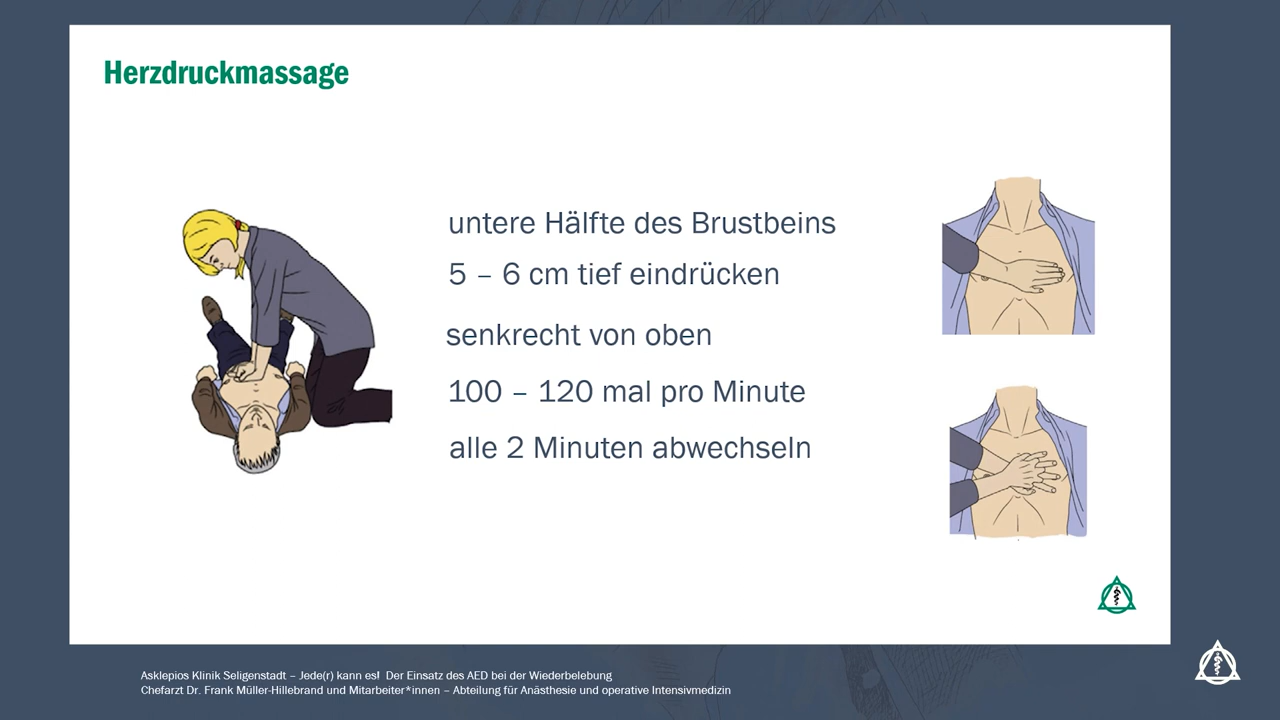 Herzdruckmassage
untere Hälfte des Brustbeins
5 – 6 cm tief eindrücken
senkrecht von oben
100 – 120 mal pro Minute
alle 2 Minuten abwechseln
Asklepios Klinik Seligenstadt – Jede(r) kann es! Der Einsatz des AED bei der Wiederbelebung
Chefarzt Dr. Frank Müller-Hillebrand und Mitarbeiter*innen – Abteilung für Anästhesie und operative Intensivmedizin